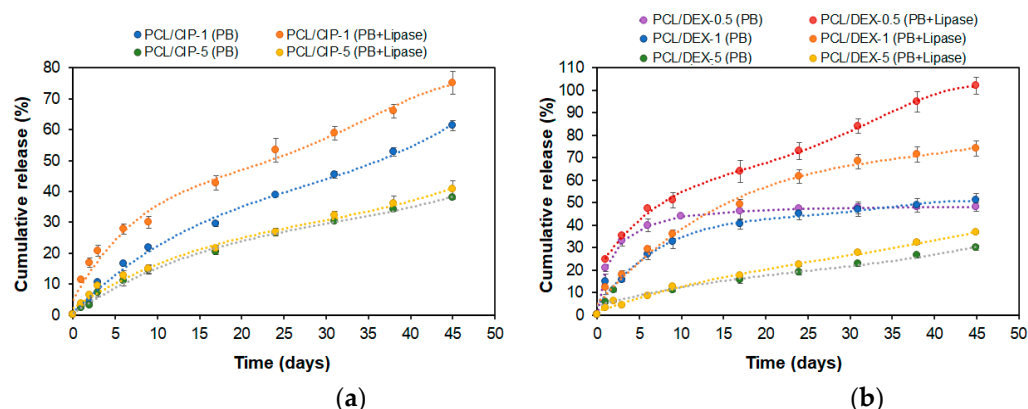 PCL/CIP-1 (PB) PCL/CIP-1 (PB+Lipase)
PCL/CIP-5 (PB) PCL/CIP-5 (PB+Lipase)
Cumulative release (%)
80
70
60
50
40
30
20
10
0
0 5 10 15 20 25 30 35 40 45 50
Time (days)
(a)
PCL/DEX-0.5 (PB) PCL/DEX-0.5 (PB+Lipase)
PCL/DEX-1 (PB) PCL/DEX-1 (PB+Lipase)
PCL/DEX-5 (PB) PCL/DEX-5 (PB+Lipase)
Cumulative release (%)
110
100
90
80
70
60
50
40
30
20
10
0
0 5 10 15 20 25 30 35 40 45 50
Time (days)
(b)